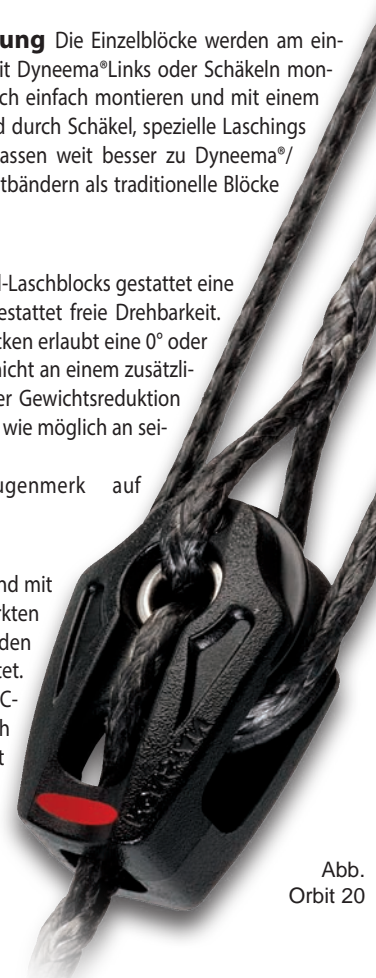 ung Die Einzelblöcke werden am ein-
it Dyneema®Links oder Schäkeln mon-
ch einfach montieren und mit einem
d durch Schäkel, spezielle Laschings
assen weit besser zu Dyneema®/
tbändern als traditionelle Blöcke
l-Laschblocks gestattet eine
estattet freie Drehbarkeit.
cken erlaubt eine 0° oder
nicht an einem zusätzli-
er Gewichtsreduktion
wie möglich an sei-
ugenmerk auf
nd mit
rkten
den
tet.
C-
h
t
Abb.
Orbit 20